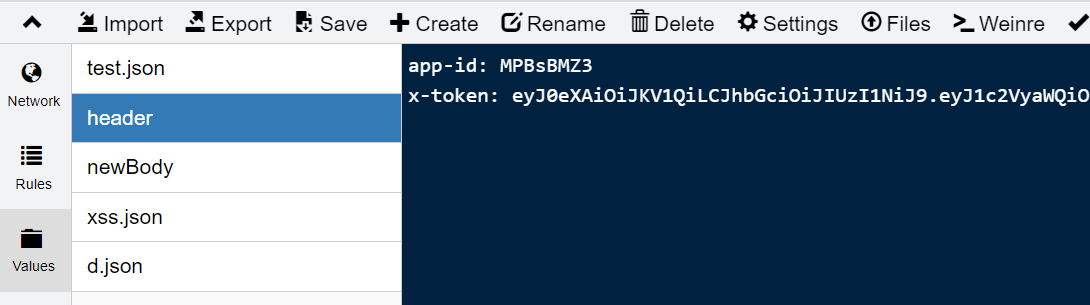 Import Export Save Create Rename Delete Settings Files Weinre
Network
Rules
Values
test.json
header
newBody
xss.json
d.json
app-id: MPBsBMZ3
x-token: eyJ0eXAiOiJKV1QiLCJhbGciOiJIUzI1NiJ9.eyJ1c2VyaWQiO